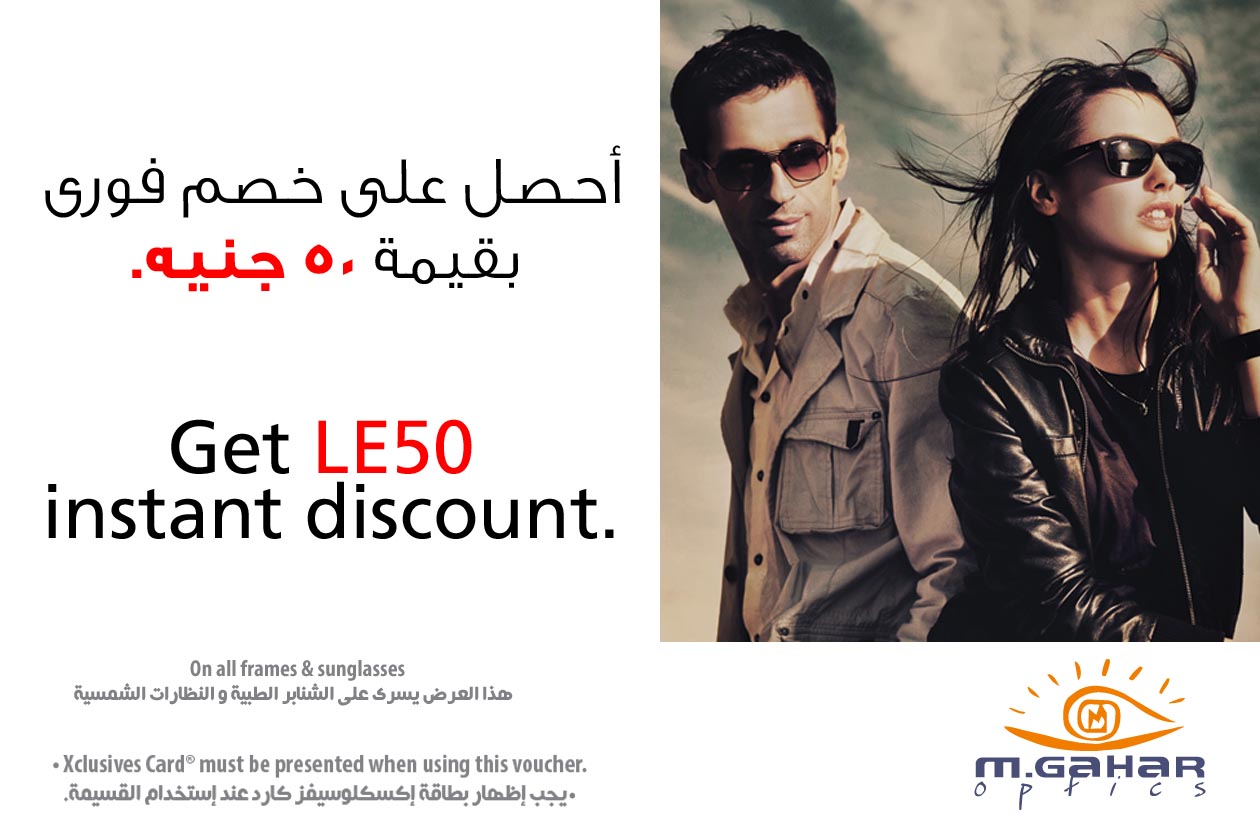 أحصل على خصم فورى
بقيمة ٥٠ جنيه.
Get LE50
instant discount.
On all frames & sunglasses
هذا العرض يسرى على الشنابر الطبية و النظارات الشمسية
• Xclusives Card® must be presented when using this voucher.
• يجب إظهار بطاقة إكسكلوسيفز كارد عند إستخدام القسيمة.
M.GaHaR
optics